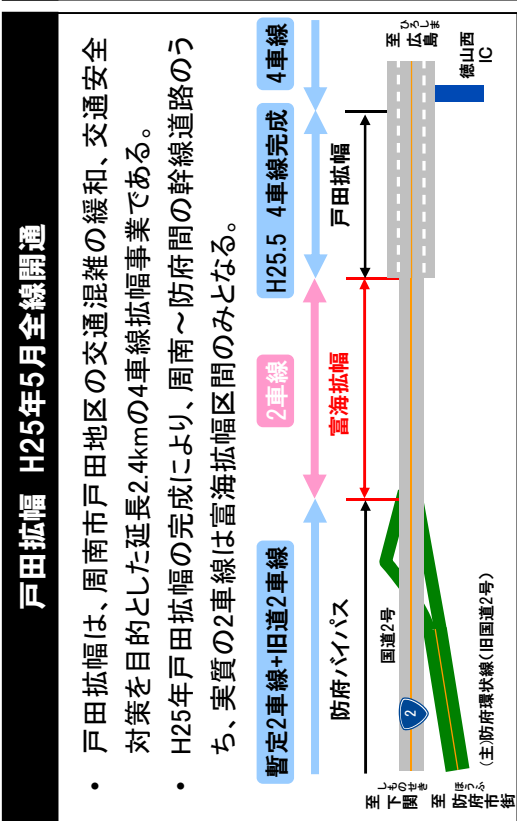 戸田拡幅 H25年5月全線開通
• 戸田拡幅は、周南市戸田地区の交通混雑の緩和、交通安全
対策を目的とした延長2.4kmの4車線拡幅事業である。
• H25年戸田拡幅の完成により、周南～防府間の幹線道路のう
ち、実質の2車線は富海拡幅区間のみとなる。
暫定2車線+旧道2車線
2車線
H25.5 4車線完成
4車線
防府バイパス
富海拡幅
戸田拡幅
国道2号
2
(主)防府環状線(旧国道2号)
至
しものせき
下関
至
ほうふ
防府市街
至
ひろしま
広島
徳山西
IC